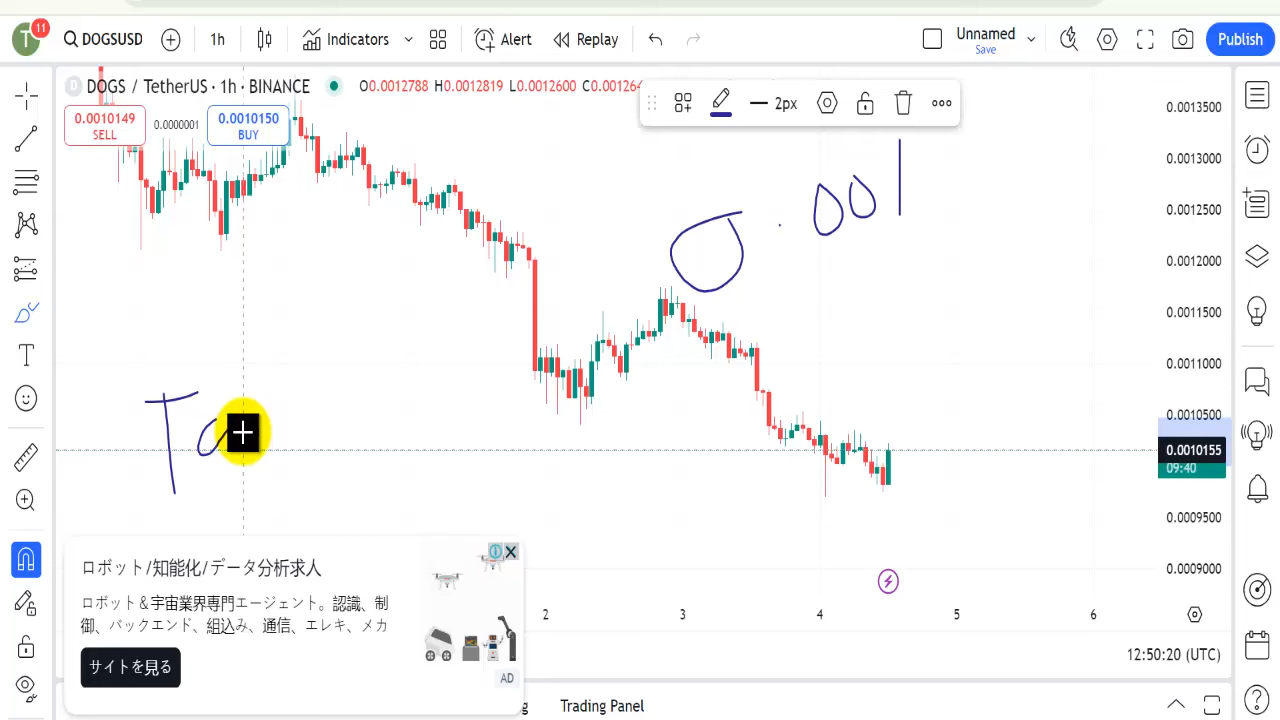 T
11
DOGSUSD
1h
Indicators
Alert
Replay
Unnamed
Save
Publish
D
DOGS / TetherUS · 1h · BINANCE
O0.0012788 H0.0012819 L0.0012600
0.0010149
SELL
0.0000001
0.0010150
BUY
2px
0.001
Ta
0.0013500
0.0013000
0.0012500
0.0012000
0.0011500
0.0011000
0.0010500
0.0010155
09:40
0.0009500
0.0009000
ロボット/知能化/データ分析求人
ロボット＆宇宙業界専門エージェント。認識、制
御、バックエンド、組込み、通信、エレキ、メカ
サイトを見る
AD
2
3
4
5
6
12:50:20 (UTC)
Trading Panel